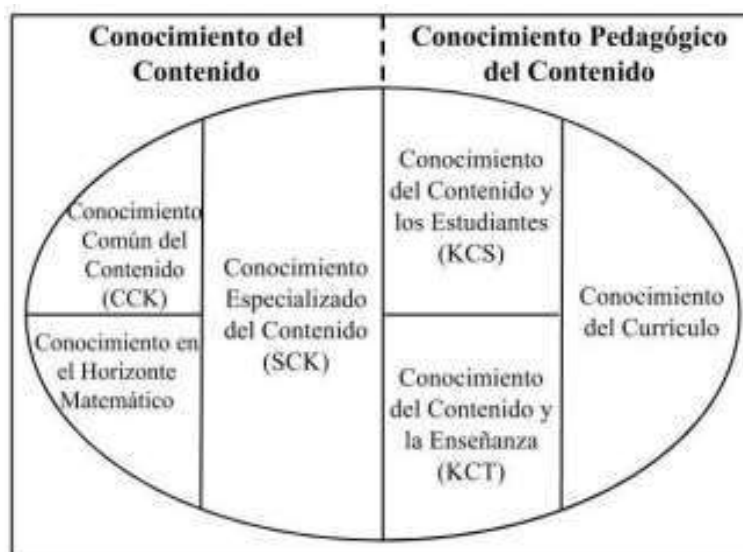 Conocimiento del
Contenido
Conocimiento Pedagógico
del Contenido
Conocimiento
Común del
Contenido
(CCK)
Conocimiento en
el Horizonte
Matemático
Conocimiento
Especializado
del Contenido
(SCK)
Conocimiento
del Contenido y
los Estudiantes
(KCS)
Conocimiento
del Contenido y
la Enseñanza
(KCT)
Conocimiento
del Currículo